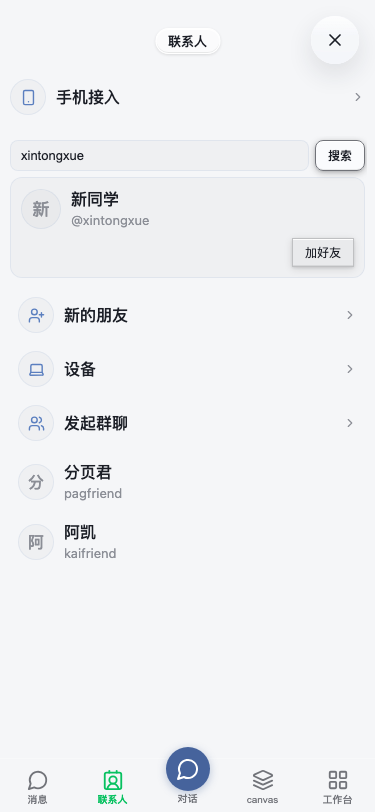 联系人
手机接入
xintongxue
搜索
新
新同学
@xintongxue
加好友
新的朋友
设备
发起群聊
分
分页君
pagfriend
阿
阿凯
kaifriend
消息
联系人
对话
canvas
工作台